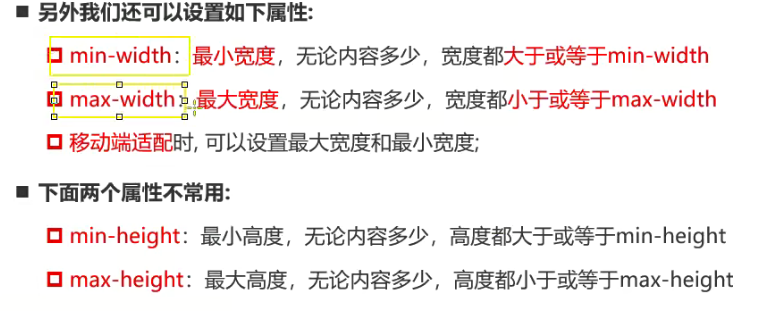 另外我们还可以设置如下属性:
min-width：最小宽度，无论内容多少，宽度都大于或等于min-width
max-width：最大宽度，无论内容多少，宽度都小于或等于max-width
移动端适配时, 可以设置最大宽度和最小宽度;
下面两个属性不常用:
min-height：最小高度，无论内容多少，高度都大于或等于min-height
max-height：最大高度，无论内容多少，高度都小于或等于max-height